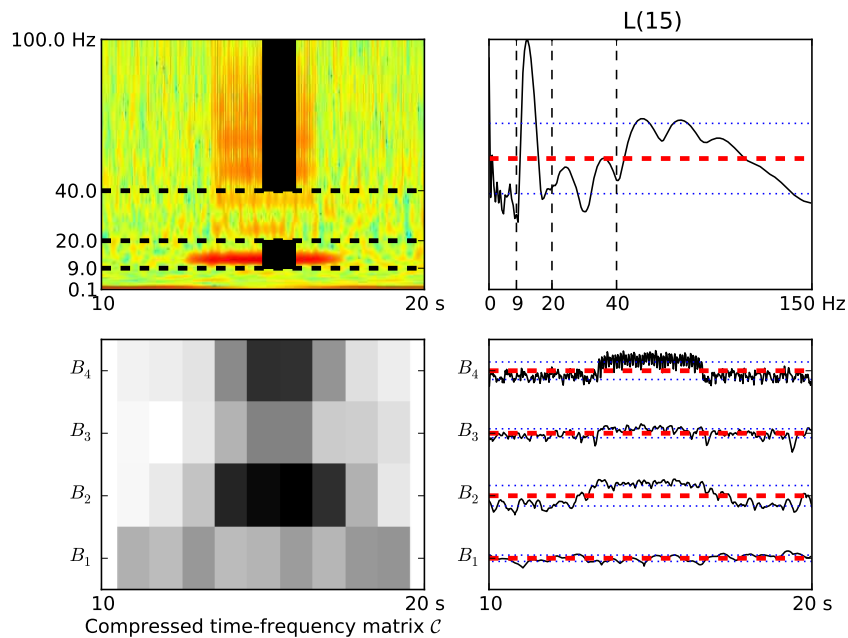 L(15)
100.0 Hz
40.0
20.0
9.0
0.1
10
20 s
0
9
20
40
150 Hz
B4
B3
B2
B1
10
20 s
Compressed time-frequency matrix 𝒞
B4
B3
B2
B1
10
20 s